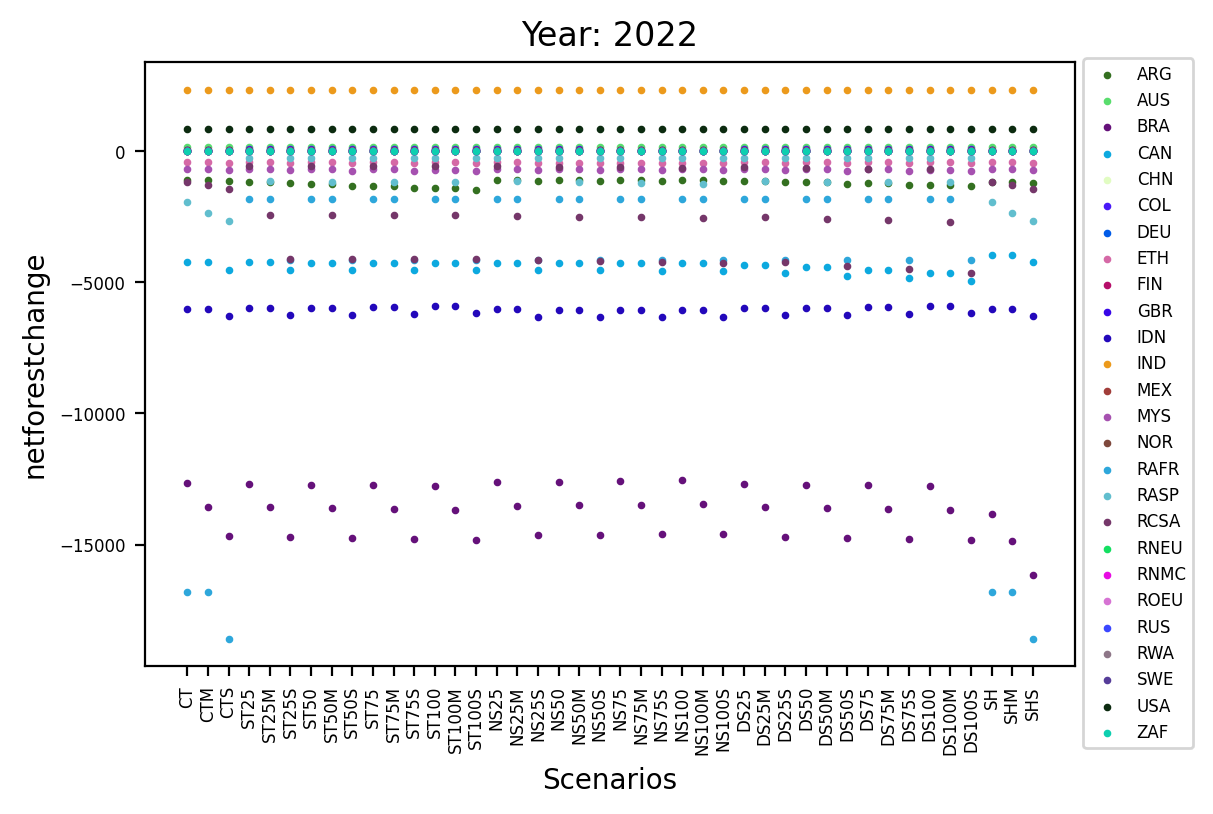 Year: 2022
netforestchange
0
−5000
−10000
−15000
CT
CTM
CTS
ST25
ST25M
ST25S
ST50
ST50M
ST50S
ST75
ST75M
ST75S
ST100
ST100M
ST100S
NS25
NS25M
NS25S
NS50
NS50M
NS50S
NS75
NS75M
NS75S
NS100
NS100M
NS100S
DS25
DS25M
DS25S
DS50
DS50M
DS50S
DS75
DS75M
DS75S
DS100
DS100M
DS100S
SH
SHM
SHS
Scenarios
ARG
AUS
BRA
CAN
CHN
COL
DEU
ETH
FIN
GBR
IDN
IND
MEX
MYS
NOR
RAFR
RASP
RCSA
RNEU
RNMC
ROEU
RUS
RWA
SWE
USA
ZAF